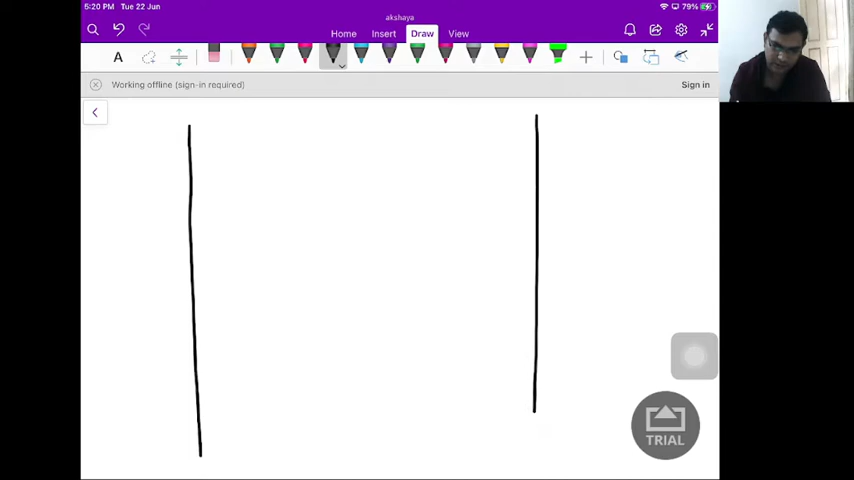 5:20 PM Tue 22 Jun
79%
akshaya
Home Insert Draw View
A
Working offline (sign-in required)
Sign in
TRIAL